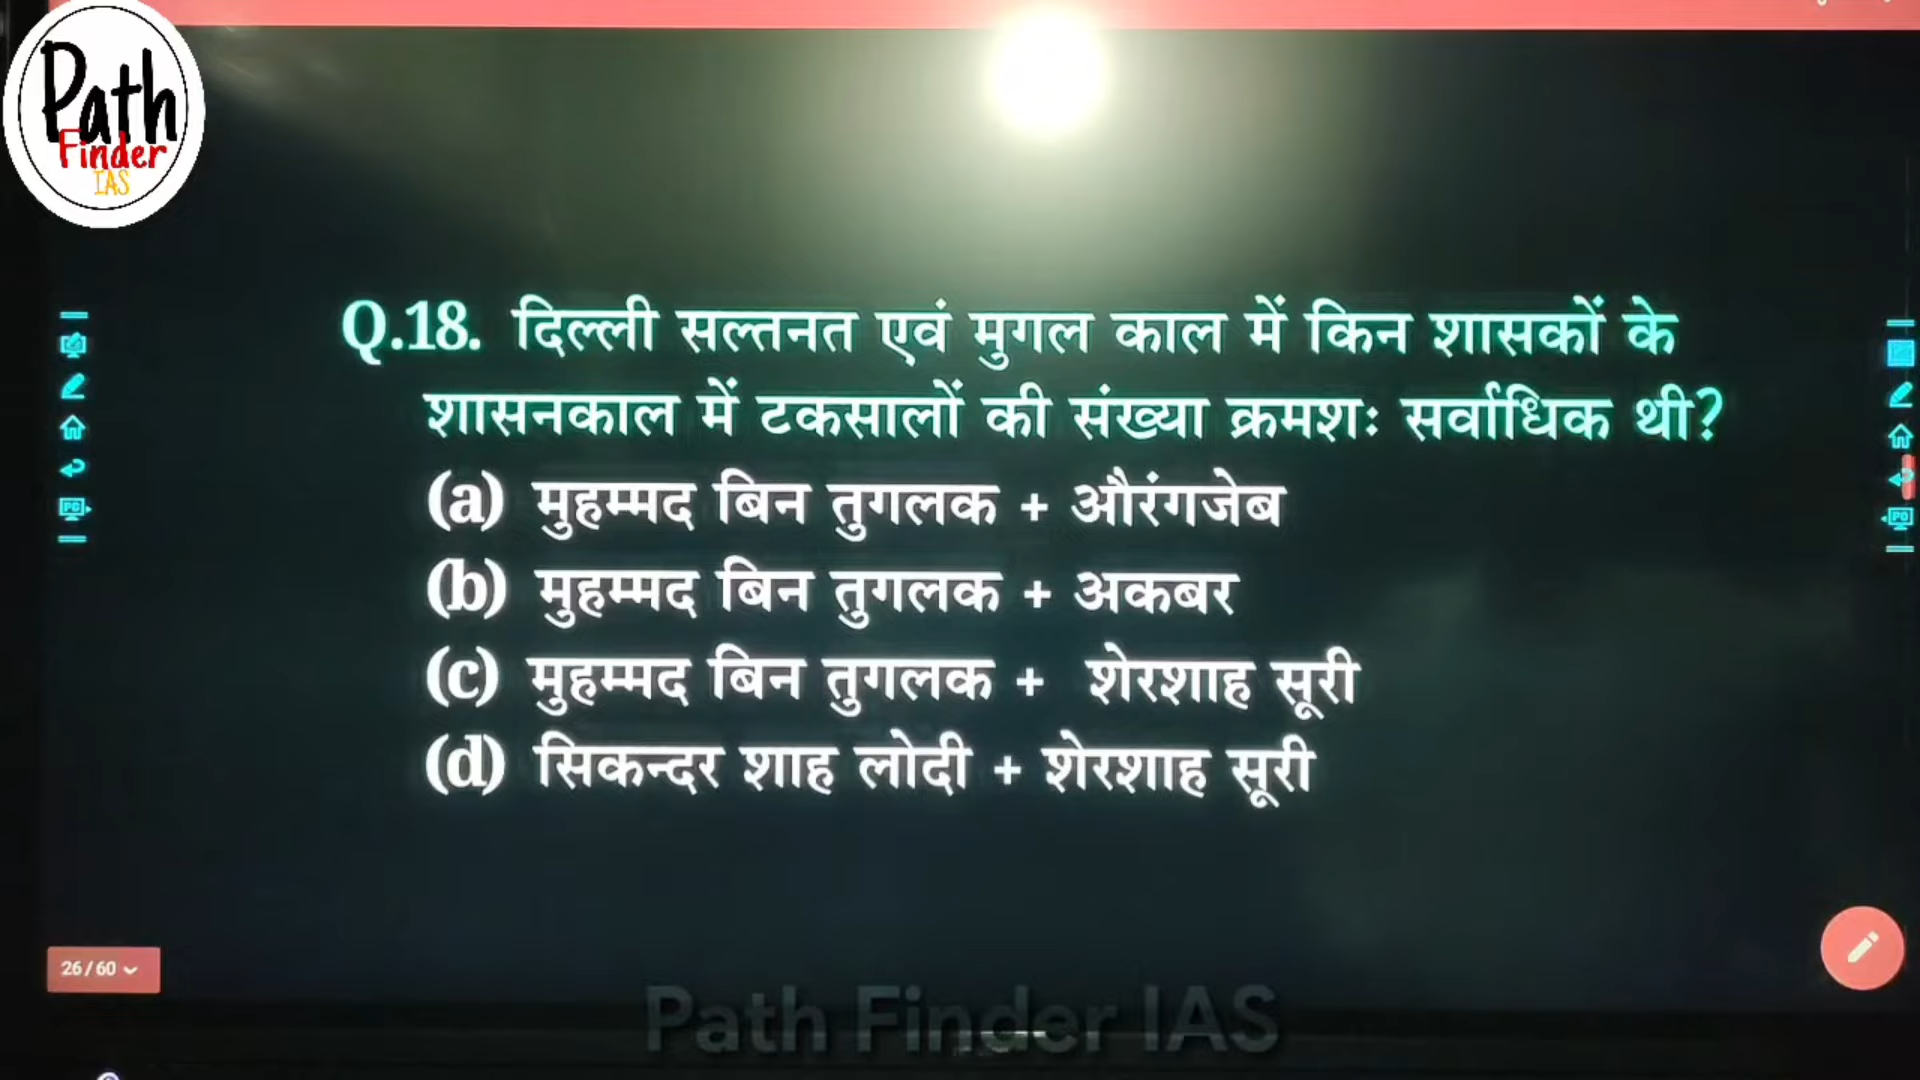 Path
Finder
IAS
Q.18. दिल्ली सल्तनत एवं मुगल काल में किन शासकों के
शासनकाल में टकसालों की संख्या क्रमशः सर्वाधिक थी?
(a) मुहम्मद बिन तुगलक + औरंगजेब
(b) मुहम्मद बिन तुगलक + अकबर
(c) मुहम्मद बिन तुगलक + शेरशाह सूरी
(d) सिकन्दर शाह लोदी + शेरशाह सूरी
26/60
Path Finder IAS